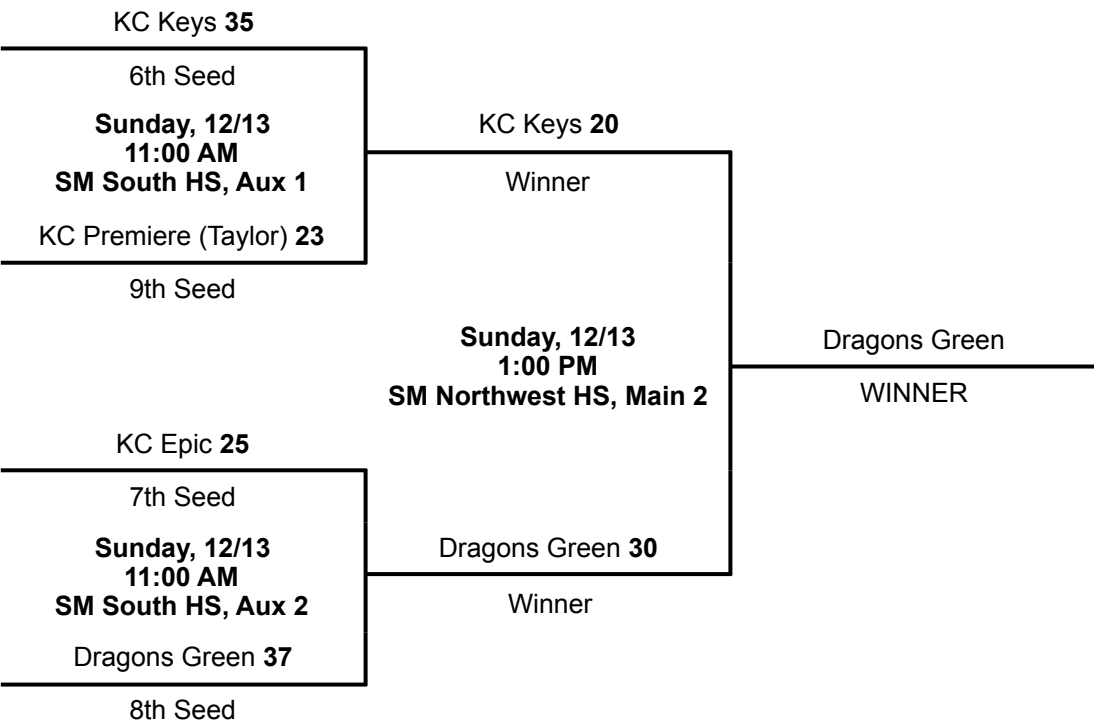 KC Keys 35
6th Seed
Sunday, 12/13
11:00 AM
SM South HS, Aux 1
KC Premiere (Taylor) 23
9th Seed
KC Keys 20
Winner
Sunday, 12/13
1:00 PM
SM Northwest HS, Main 2
Dragons Green
WINNER
KC Epic 25
7th Seed
Sunday, 12/13
11:00 AM
SM South HS, Aux 2
Dragons Green 37
8th Seed
Dragons Green 30
Winner